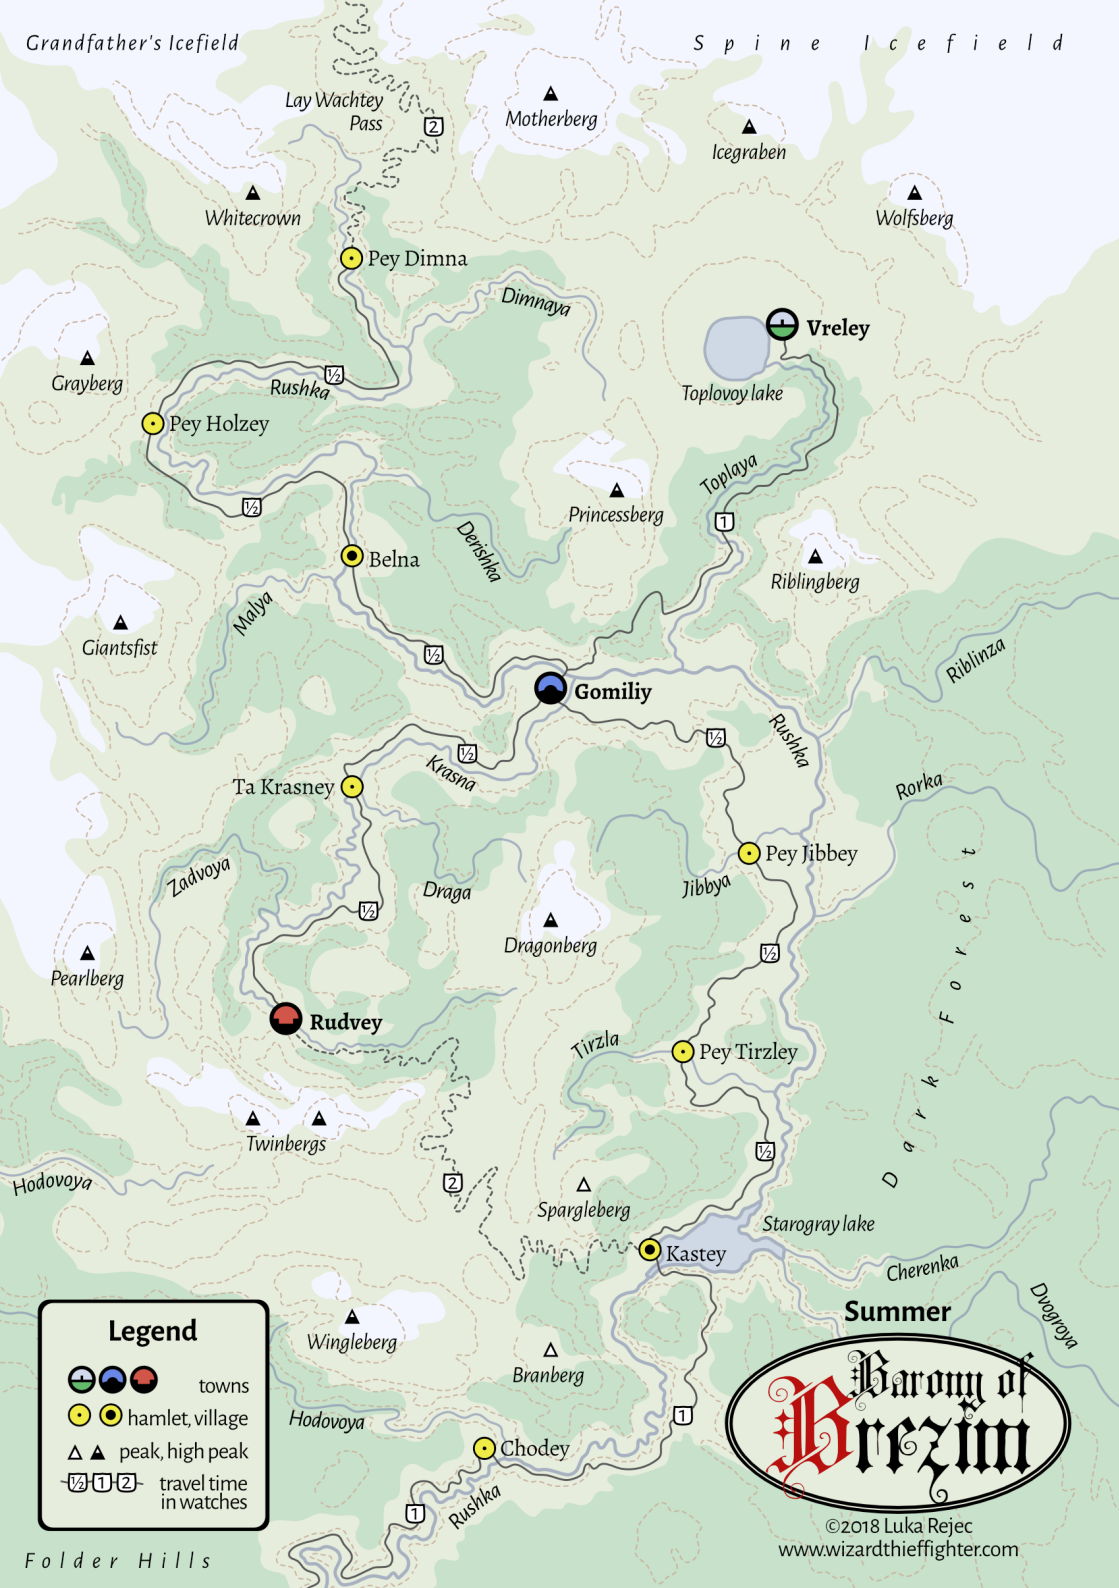 Grandfather's Icefield
Spine Icefield
Lay Wachtey
Pass
2
Motherberg
Icegraben
Whitecrown
Wolfsberg
Pey Dimna
Dimnaya
Vreley
Grayberg
½
Rushka
Toplovoy lake
Pey Holzey
Toplaya
½
Princessberg
1
Derishka
Belna
Riblingberg
Malya
Giantsfist
½
Riblinza
Gomiliy
Rushka
½
½
Krasna
Ta Krasney
Rorka
Pey Jibbey
Zadvoya
Draga
Jibbya
½
Dark Forest
Dragonberg
½
Pearlberg
Rudvey
Tirzla
Pey Tirzley
Twinbergs
½
Hodovoya
2
Spargleberg
Starogray lake
Kastey
Cherenka
Dvogroya
Wingleberg
Branberg
Hodovoya
1
Chodey
Rushka
1
Folder Hills
Legend
towns
hamlet, village
peak, high peak
½ 1 2 travel time
in watches
Summer
Barony of
Brezim
©2018 Luka Rejec
www.wizardthieffighter.com